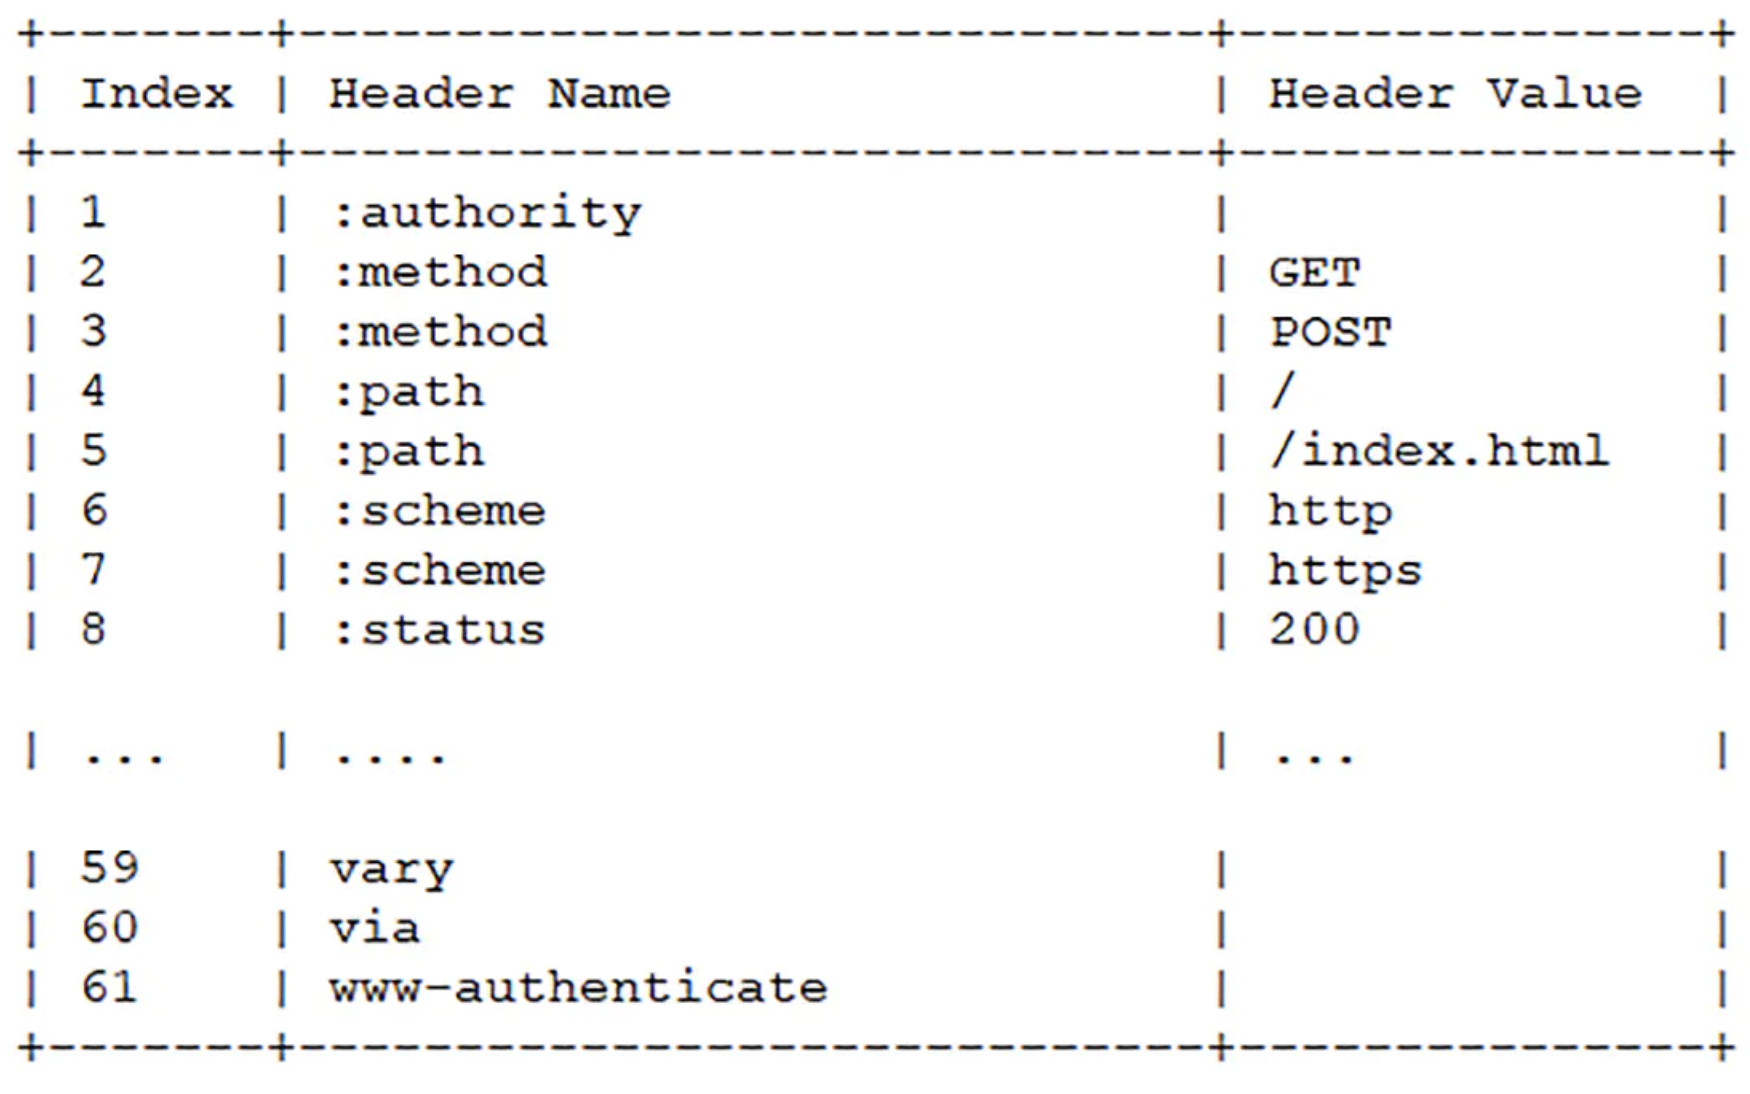 +-------+-----------------------------+---------------+
| Index | Header Name                 | Header Value  |
+-------+-----------------------------+---------------+
| 1     | :authority                  |               |
| 2     | :method                     | GET           |
| 3     | :method                     | POST          |
| 4     | :path                       | /             |
| 5     | :path                       | /index.html   |
| 6     | :scheme                     | http          |
| 7     | :scheme                     | https         |
| 8     | :status                     | 200           |
| ...   | ....                        | ...           |
| 59    | vary                        |               |
| 60    | via                         |               |
| 61    | www-authenticate            |               |
+-------+-----------------------------+---------------+